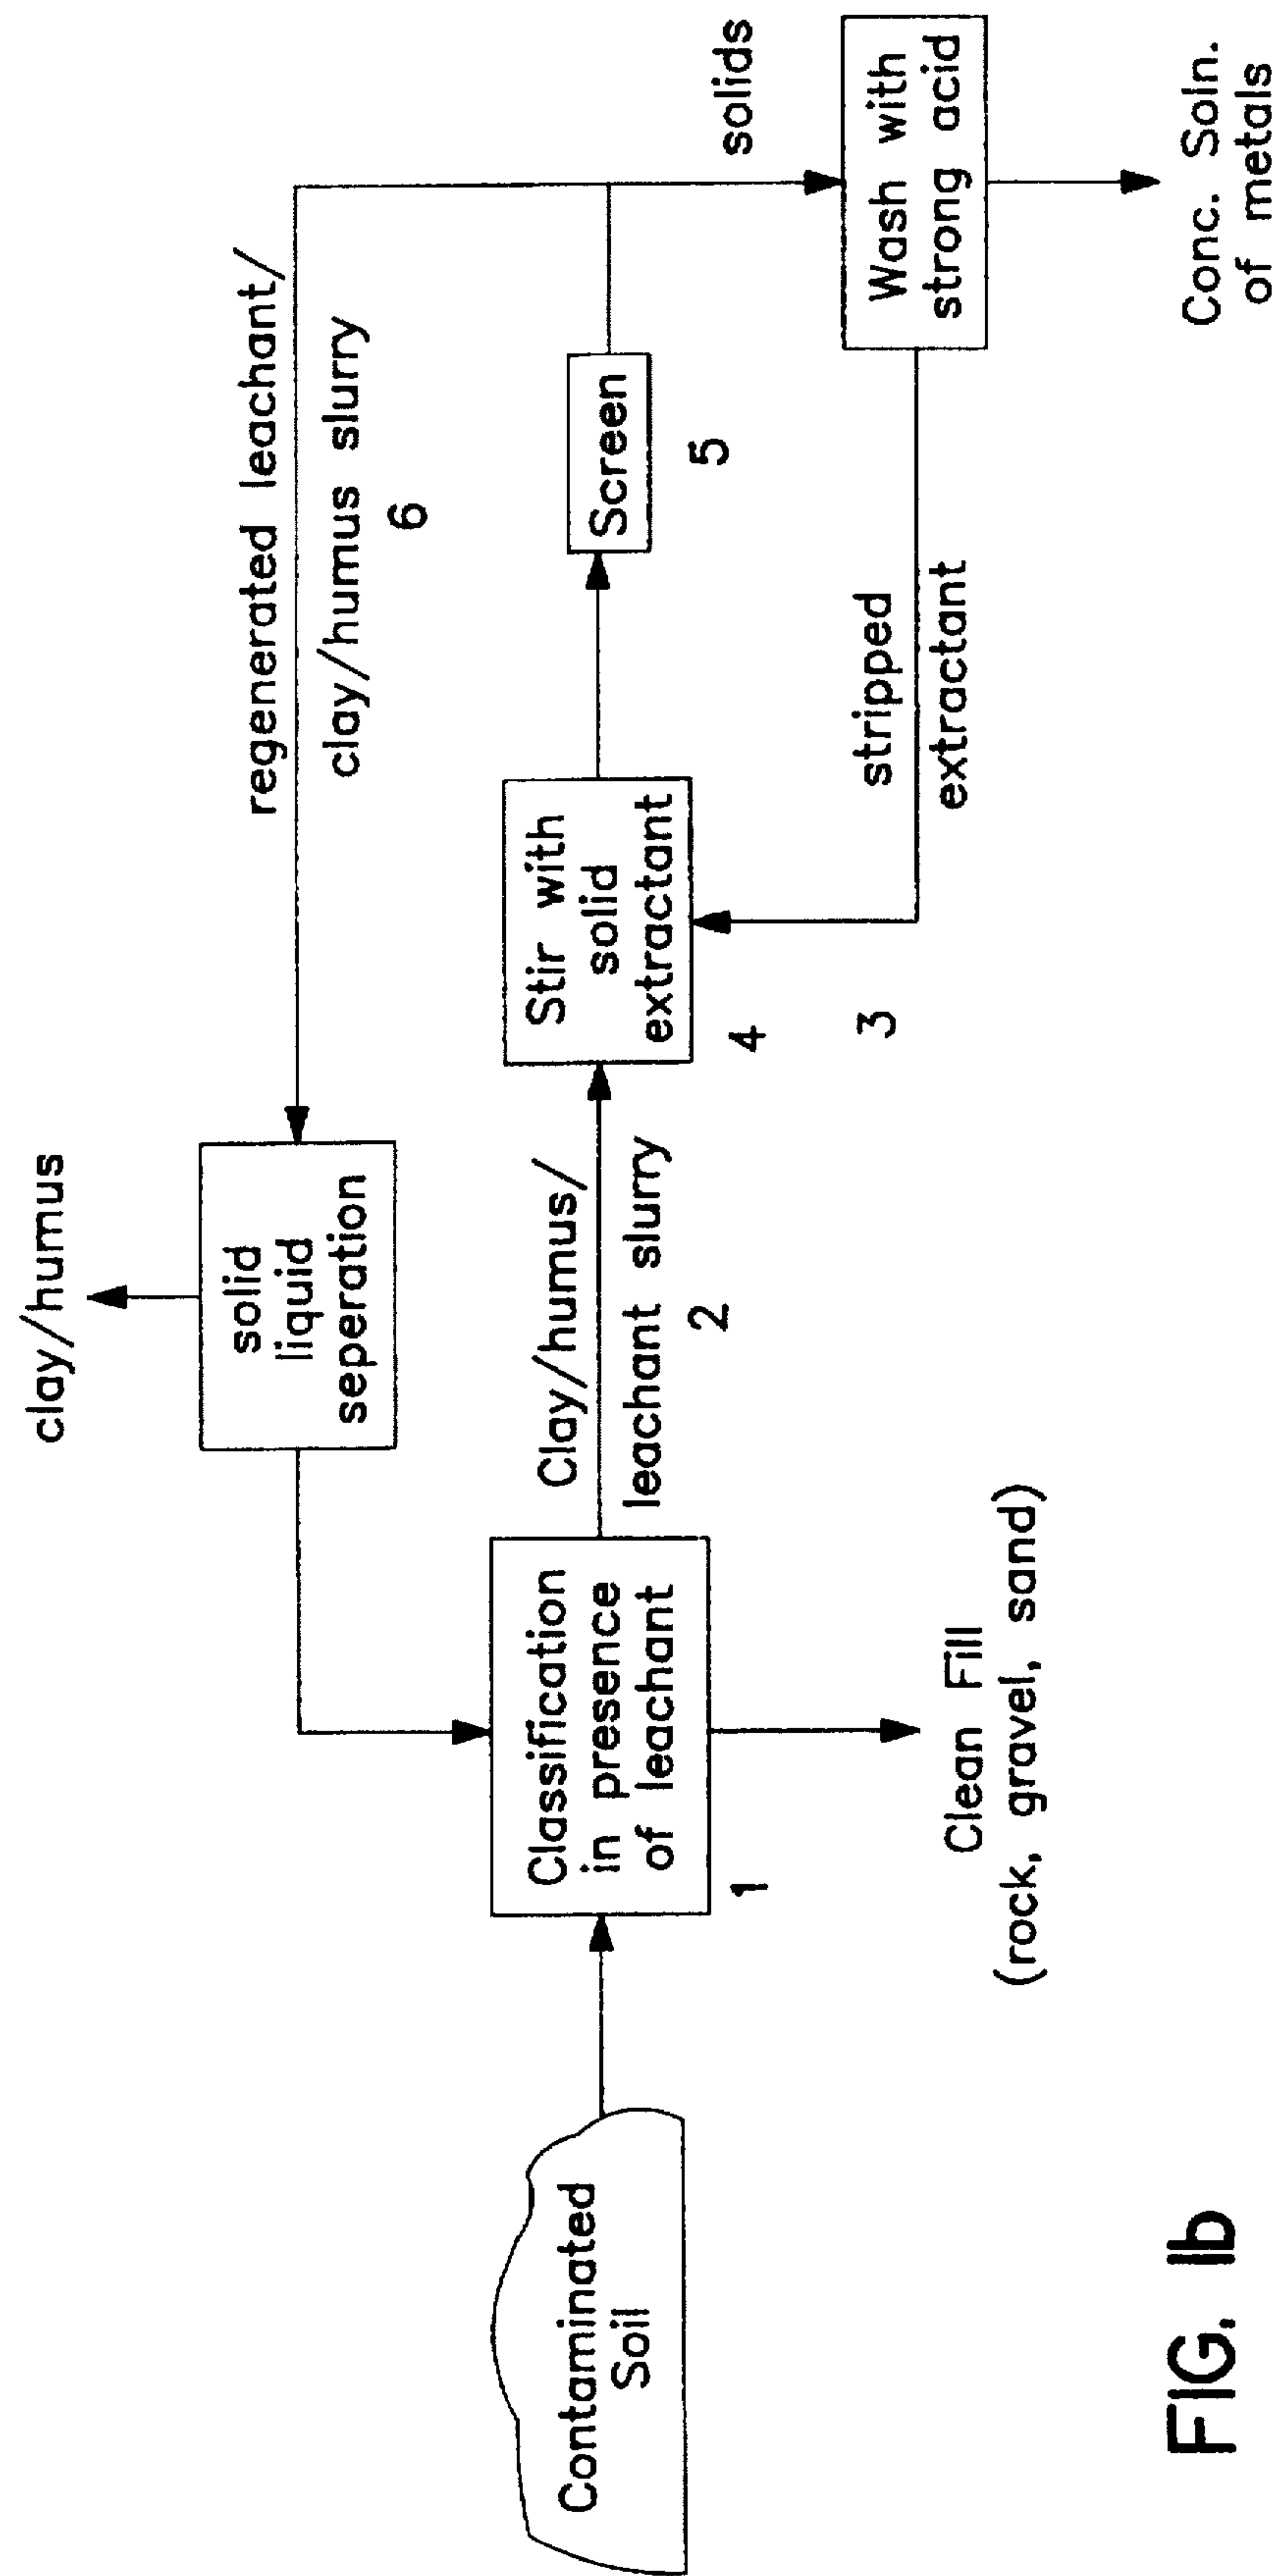 clay/humus
solid
liquid
seperation
regenerated leachant/
clay/humus slurry
6
Contaminated
Soil
Classification
in presence
of leachant
1
Clay/humus/
leachant slurry
2
Stir with
solid
extractant
4
3
Screen
5
solids
stripped
extractant
Wash with
strong acid
Clean Fill
(rock, gravel, sand)
Conc. Soln.
of metals
FIG. 1b